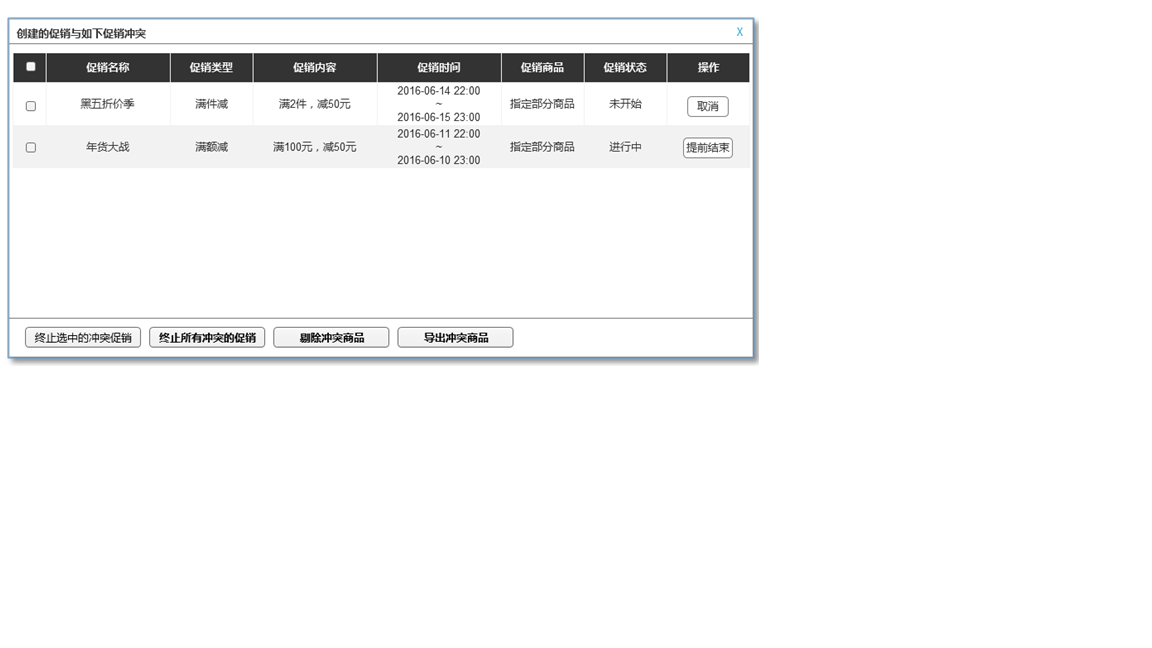 创建的促销与如下促销冲突 X
促销名称 促销类型 促销内容 促销时间 促销商品 促销状态 操作
黑五折价季 满件减 满2件，减50元 2016-06-14 22:00 指定部分商品 未开始 取消
~
2016-06-15 23:00
年货大战 满额减 满100元，减50元 2016-06-11 22:00 指定部分商品 进行中 提前结束
~
2016-06-10 23:00
终止选中的冲突促销 终止所有冲突的促销 剔除冲突商品 导出冲突商品